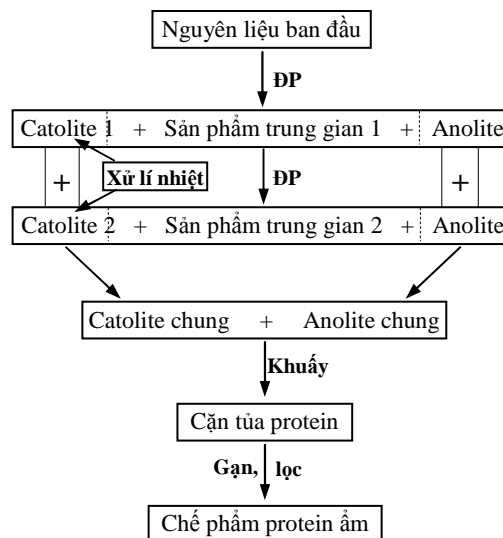 Nguyên liệu ban đầu
ĐP
Catolite 1 + Sản phẩm trung gian 1 + Anolite
+ Xử lí nhiệt ĐP +
Catolite 2 + Sản phẩm trung gian 2 + Anolite
Catolite chung + Anolite chung
Khuấy
Cặn tủa protein
Gạn, lọc
Chế phẩm protein ẩm